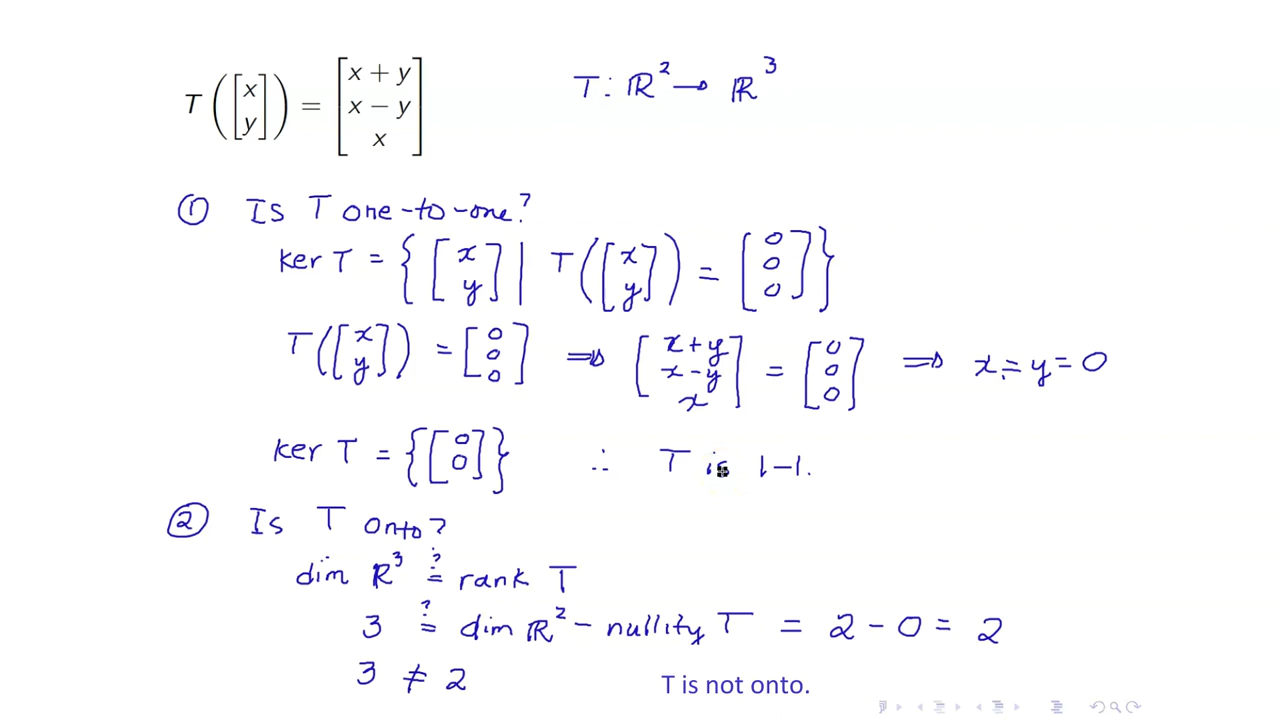 T([x y]) = [x + y x − y x] T: ℝ² → ℝ³
① Is T one-to-one?
ker T = { [x y] | T([x y]) = [0 0 0] }
T([x y]) = [0 0 0] ⇒ [x+y x-y x] = [0 0 0] ⇒ x = y = 0
ker T = { [0 0] } ∴ T is 1-1.
② Is T onto?
dim ℝ³ ≟ rank T
3 ≟ dim ℝ² - nullity T = 2 - 0 = 2
3 ≠ 2 T is not onto.